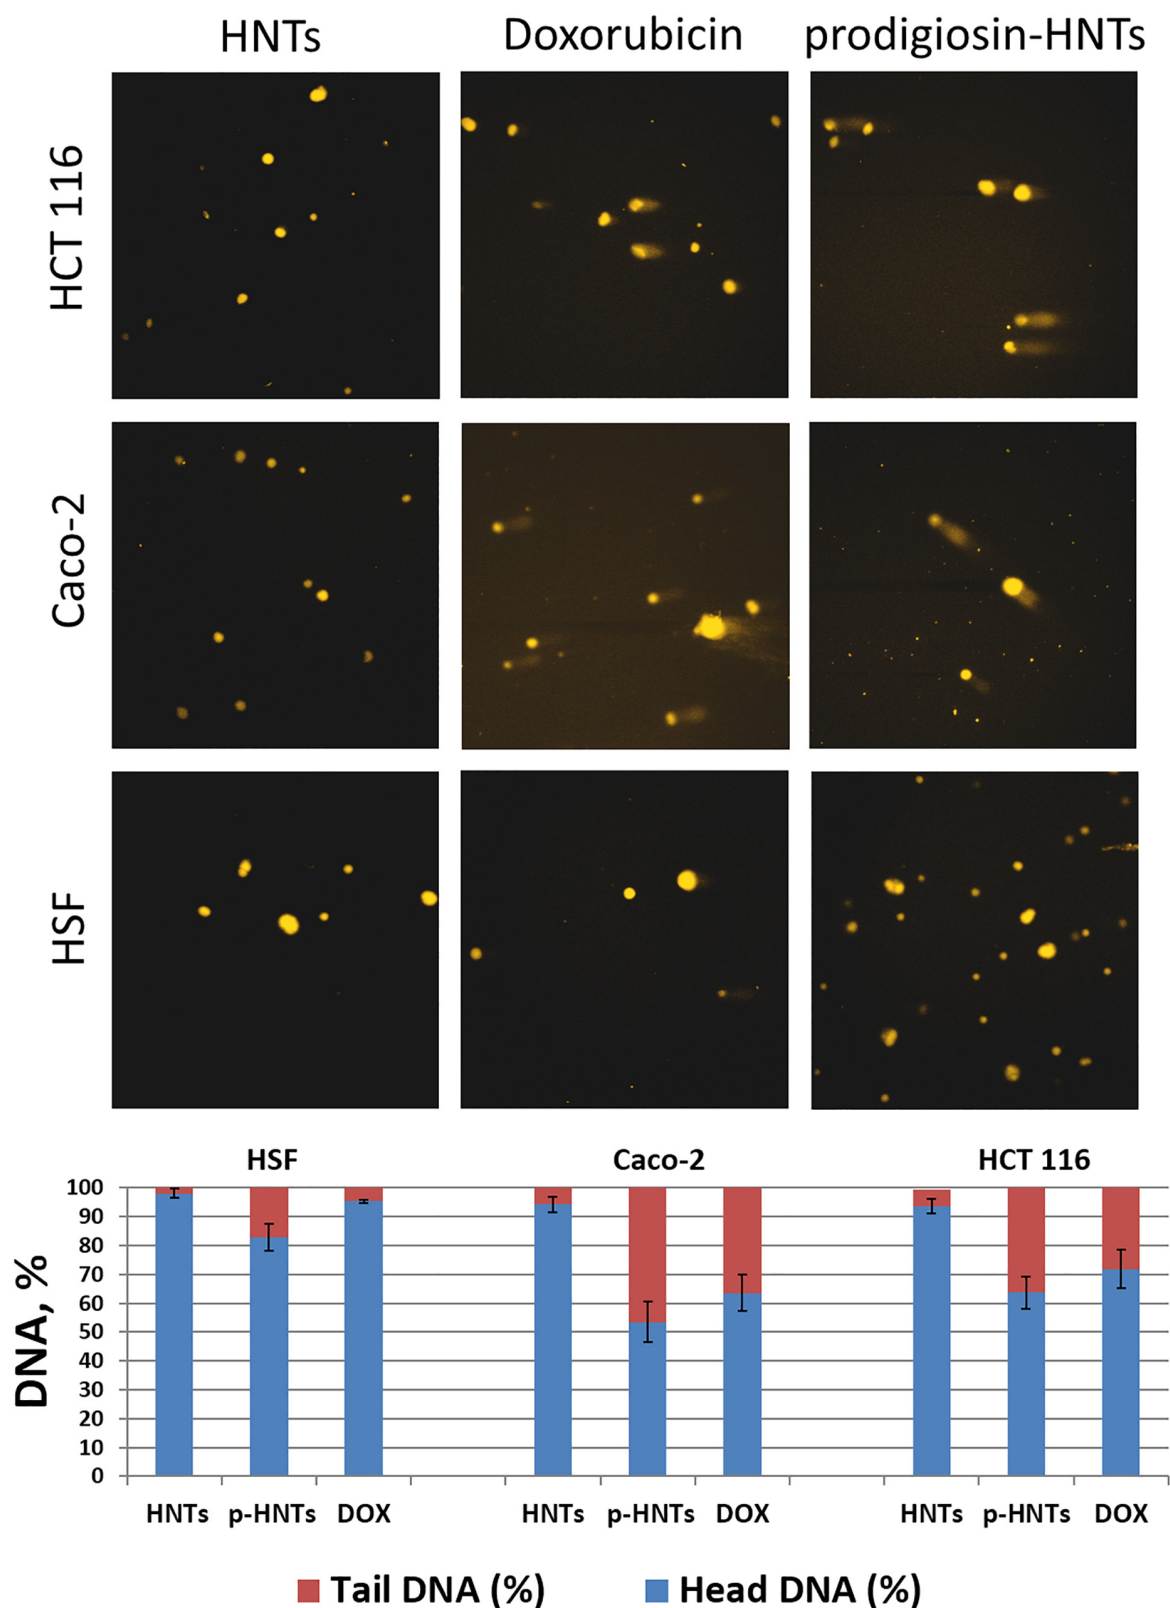 HNTs Doxorubicin prodigiosin-HNTs
HCT 116
Caco-2
HSF
HSF Caco-2 HCT 116
DNA, %
100
90
80
70
60
50
40
30
20
10
0
HNTs p-HNTs DOX HNTs p-HNTs DOX HNTs p-HNTs DOX
Tail DNA (%) Head DNA (%)